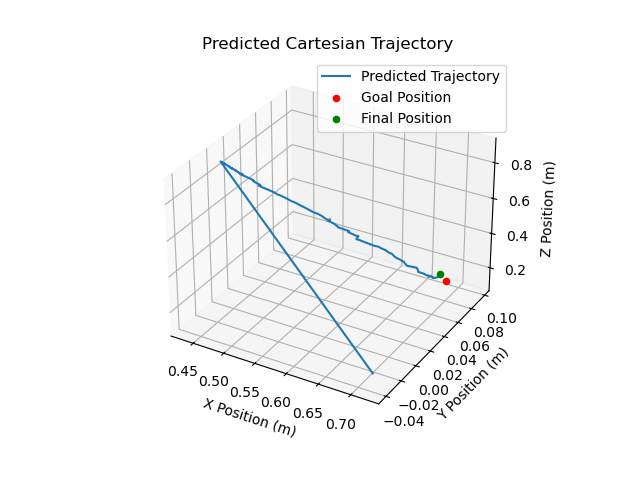 Predicted Cartesian Trajectory
Predicted Trajectory
Goal Position
Final Position
0.8
0.6
0.4
0.2
Z Position (m)
0.10
0.08
0.06
0.04
0.02
0.00
−0.02
−0.04
Y Position (m)
0.45
0.50
0.55
0.60
0.65
0.70
X Position (m)